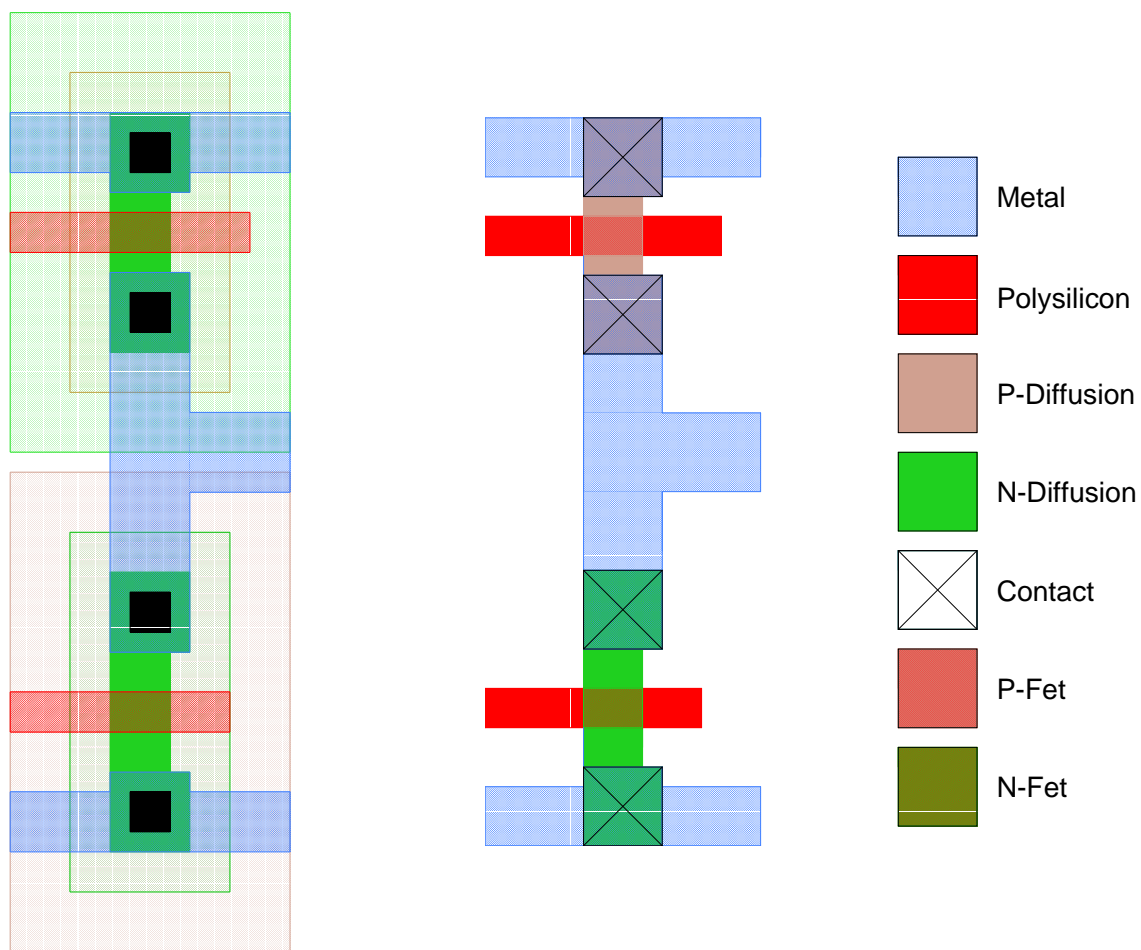 Metal
Polysilicon
P-Diffusion
N-Diffusion
Contact
P-Fet
N-Fet